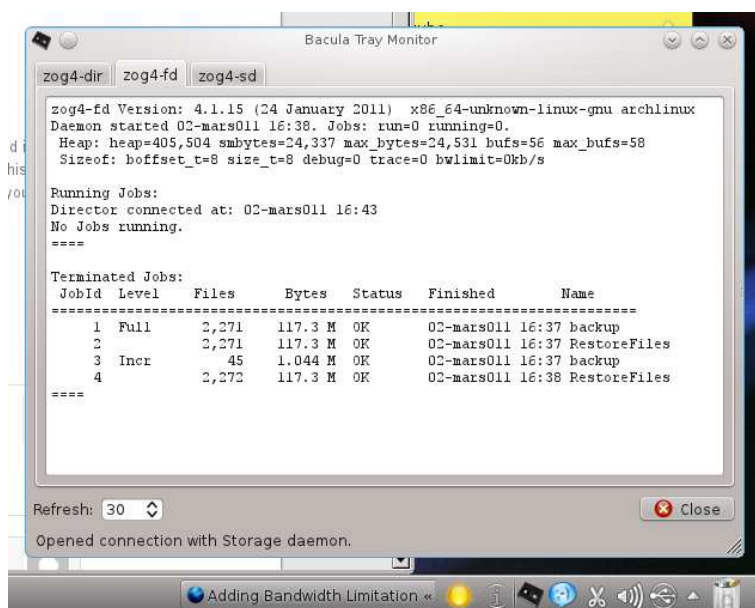 Bacula Tray Monitor
zog4-dir zog4-fd zog4-sd
zog4-fd Version: 4.1.15 (24 January 2011)  x86_64-unknown-linux-gnu archlinux
Daemon started 02-mars011 16:38. Jobs: run=0 running=0.
Heap: heap=405,504 smbytes=24,337 max_bytes=24,531 bufs=56 max_bufs=58
Sizeof: boffset_t=8 size_t=8 debug=0 trace=0 bwlimit=0kb/s
Running Jobs:
Director connected at: 02-mars011 16:43
No Jobs running.
====
Terminated Jobs:
JobId Level Files Bytes Status Finished Name
======================================================================
1 Full 2,271 117.3 M OK 02-mars011 16:37 backup
2 2,271 117.3 M OK 02-mars011 16:37 RestoreFiles
3 Incr 45 1.044 M OK 02-mars011 16:37 backup
4 2,272 117.3 M OK 02-mars011 16:38 RestoreFiles
====
Refresh: 30
Close
Opened connection with Storage daemon.
Adding Bandwidth Limitation «